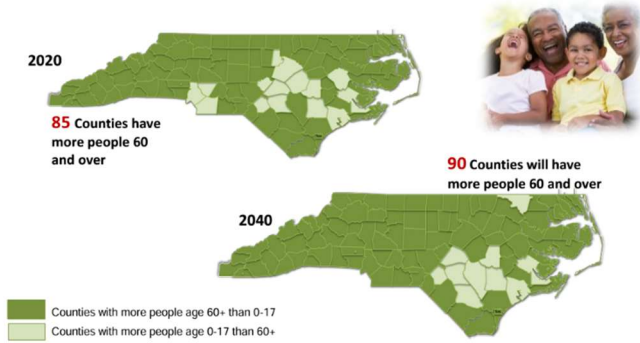 2020
85 Counties have
more people 60
and over
90 Counties will have
more people 60 and over
2040
Counties with more people age 60+ than 0-17
Counties with more people age 0-17 than 60+